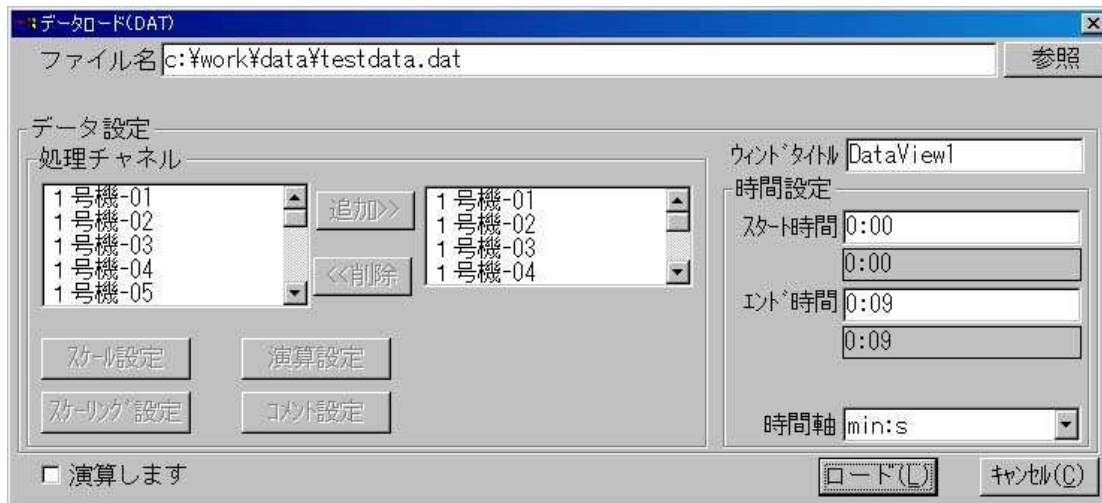 データロード(DAT)
ファイル名 c:¥work¥data¥testdata.dat 参照
データ設定
処理チャネル
1号機-01
1号機-02
1号機-03
1号機-04
1号機-05
追加>>
<<削除
1号機-01
1号機-02
1号機-03
1号機-04
スケール設定 演算設定
スケーリング設定 コメント設定
ウィンドタイトル DataView1
時間設定
スタート時間 0:00
0:00
エンド時間 0:09
0:09
時間軸 min:s
演算します
ロード(L) キャンセル(C)